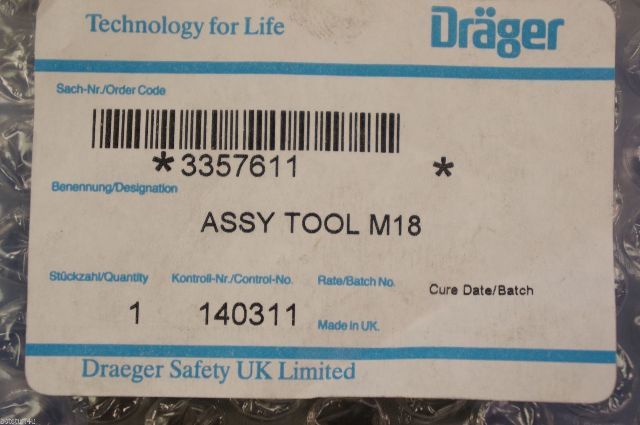 Technology for Life
Dräger
Sach-Nr./Order Code
*3357611 *
Benennung/Designation
ASSY TOOL M18
Stückzahl/Quantity Kontroll-Nr./Control-No. Rate/Batch No. Cure Date/Batch
1 140311 Made in UK.
Draeger Safety UK Limited